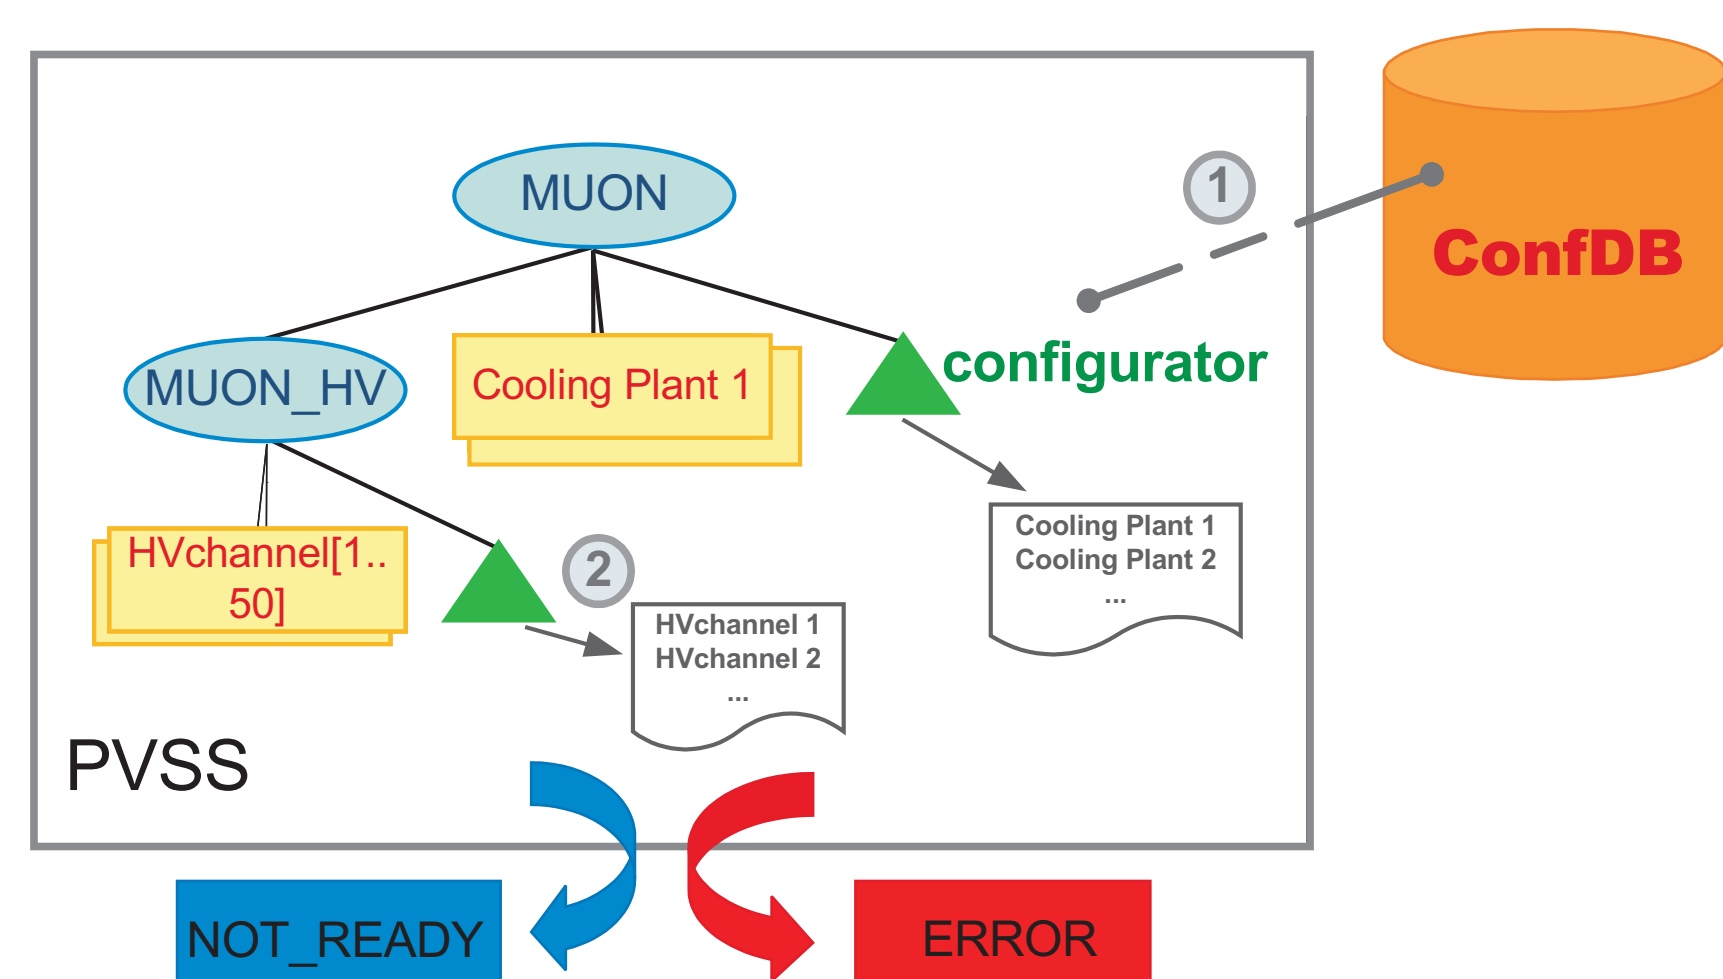 MUON
1
ConfDB
MUON_HV
Cooling Plant 1
configurator
HVchannel[1..
50]
2
Cooling Plant 1
Cooling Plant 2
...
HVchannel 1
HVchannel 2
...
PVSS
NOT_READY
ERROR